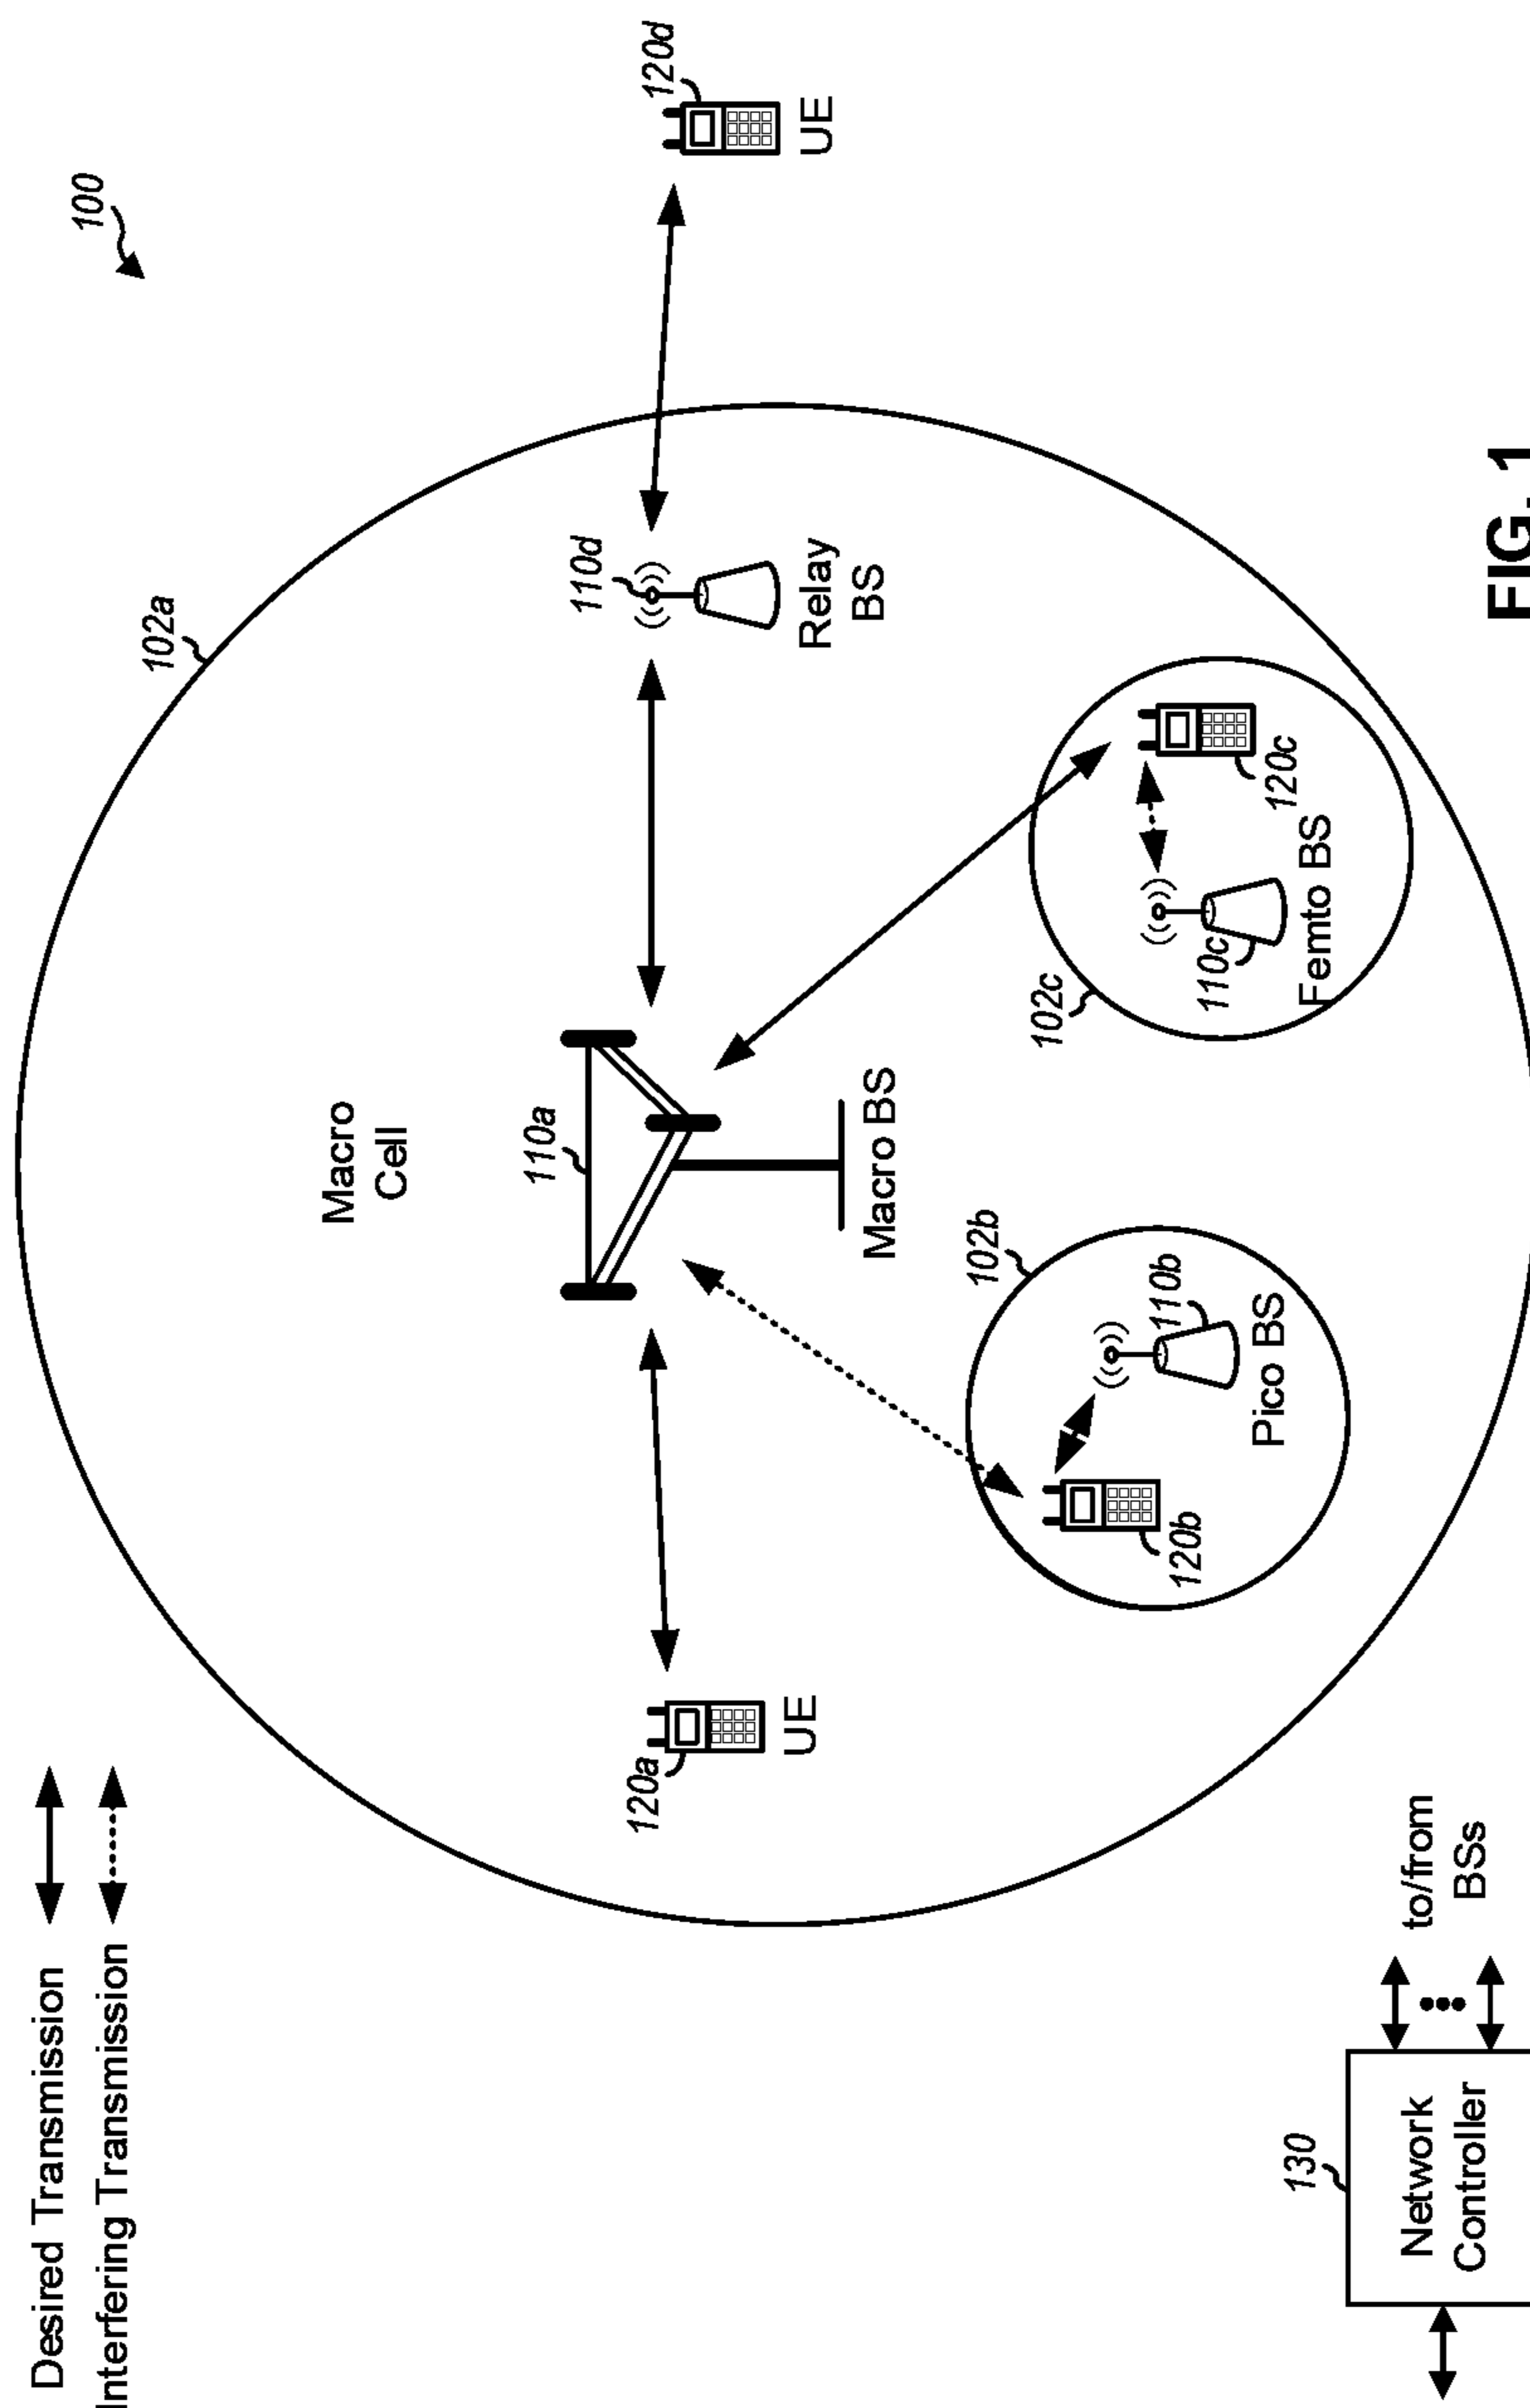 Desired Transmission
Interfering Transmission
100
102a
Macro
Cell
110a
Macro BS
120a
UE
110d
Relay
BS
120d
UE
102b
110b
Pico BS
120b
102c
110c
Femto BS
120c
130
Network
Controller
to/from
BSs
FIG. 1